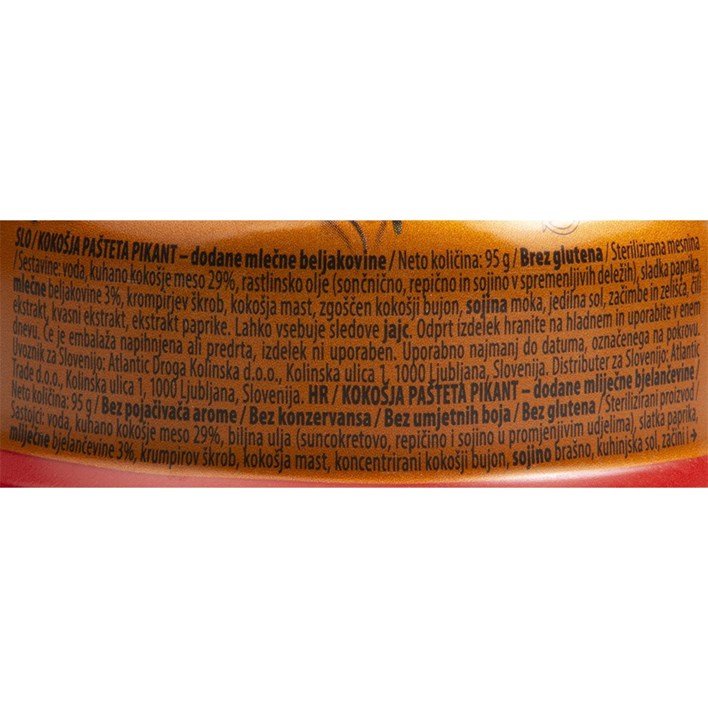 SLO / KOKOŠJA PAŠTETA PIKANT – dodane mlečne beljakovine / Neto količina: 95 g / Brez glutena / Sterilizirana mesnina
/ Sestavine: voda, kuhano kokošje meso 29%, rastlinsko olje (sončnično, repično in sojino v spremenljivih deležih), sladka paprika,
mlečne beljakovine 3%, krompirjev škrob, kokošja mast, zgoščen kokošji bujon, sojina moka, jedilna sol, začimbe in zelišča, čili
ekstrakt, kvasni ekstrakt, ekstrakt paprike. Lahko vsebuje sledove jajc. Odprt izdelek hranite na hladnem in uporabite v enem
dnevu. Če je embalaža napihnjena ali predrta, izdelek ni uporaben. Uporabno najmanj do datuma, označenega na pokrovu.
Uvoznik za Slovenijo: Atlantic Droga Kolinska d.o.o., Kolinska ulica 1, 1000 Ljubljana, Slovenija. Distributer za Slovenijo: Atlantic
Trade d.o.o., Kolinska ulica 1, 1000 Ljubljana, Slovenija. HR / KOKOŠJA PAŠTETA PIKANT – dodane mliječne bjelančevine /
Neto količina: 95 g / Bez pojačivača arome / Bez konzervansa / Bez umjetnih boja / Bez glutena / Sterilizirani proizvod /
Sastojci: voda, kuhano kokošje meso 29%, biljna ulja (suncokretovo, repičino i sojino u promjenjivim udjelima), slatka paprika,
mliječne bjelančevine 3%, krumpirov škrob, kokošja mast, koncentrirani kokošji bujon, sojino brašno, kuhinjska sol, začini →